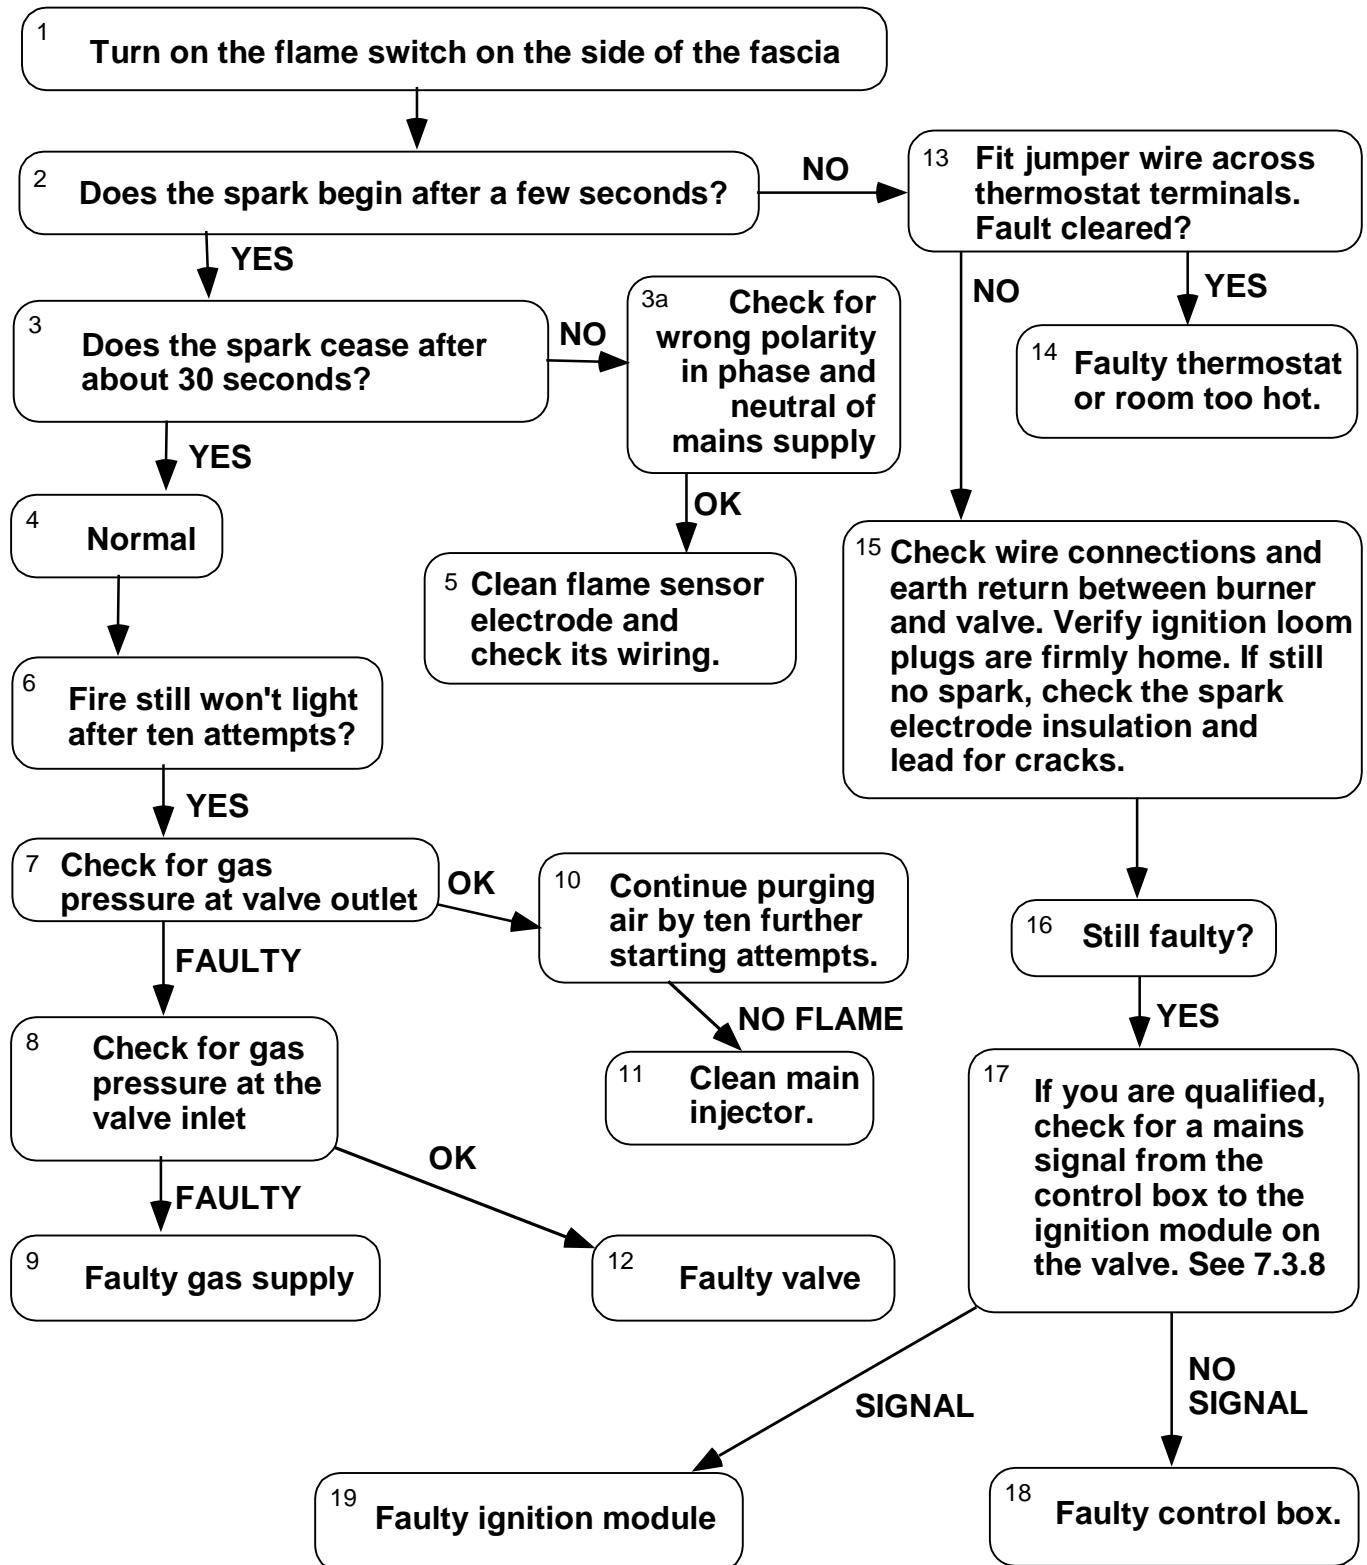 1
Turn on the flame switch on the side of the fascia
2
Does the spark begin after a few seconds?
NO
13
Fit jumper wire across
thermostat terminals.
Fault cleared?
YES
NO
YES
3
Does the spark cease after
about 30 seconds?
NO
3a
Check for
wrong polarity
in phase and
neutral of
mains supply
14
Faulty thermostat
or room too hot.
YES
OK
4
Normal
5
Clean flame sensor
electrode and
check its wiring.
15
Check wire connections and
earth return between burner
and valve. Verify ignition loom
plugs are firmly home. If still
no spark, check the spark
electrode insulation and
lead for cracks.
6
Fire still won't light
after ten attempts?
YES
7
Check for gas
pressure at valve outlet
OK
10
Continue purging
air by ten further
starting attempts.
16
Still faulty?
FAULTY
NO FLAME
YES
8
Check for gas
pressure at the
valve inlet
11
Clean main
injector.
17
If you are qualified,
check for a mains
signal from the
control box to the
ignition module on
the valve. See 7.3.8
OK
FAULTY
9
Faulty gas supply
12
Faulty valve
SIGNAL
NO
SIGNAL
19
Faulty ignition module
18
Faulty control box.